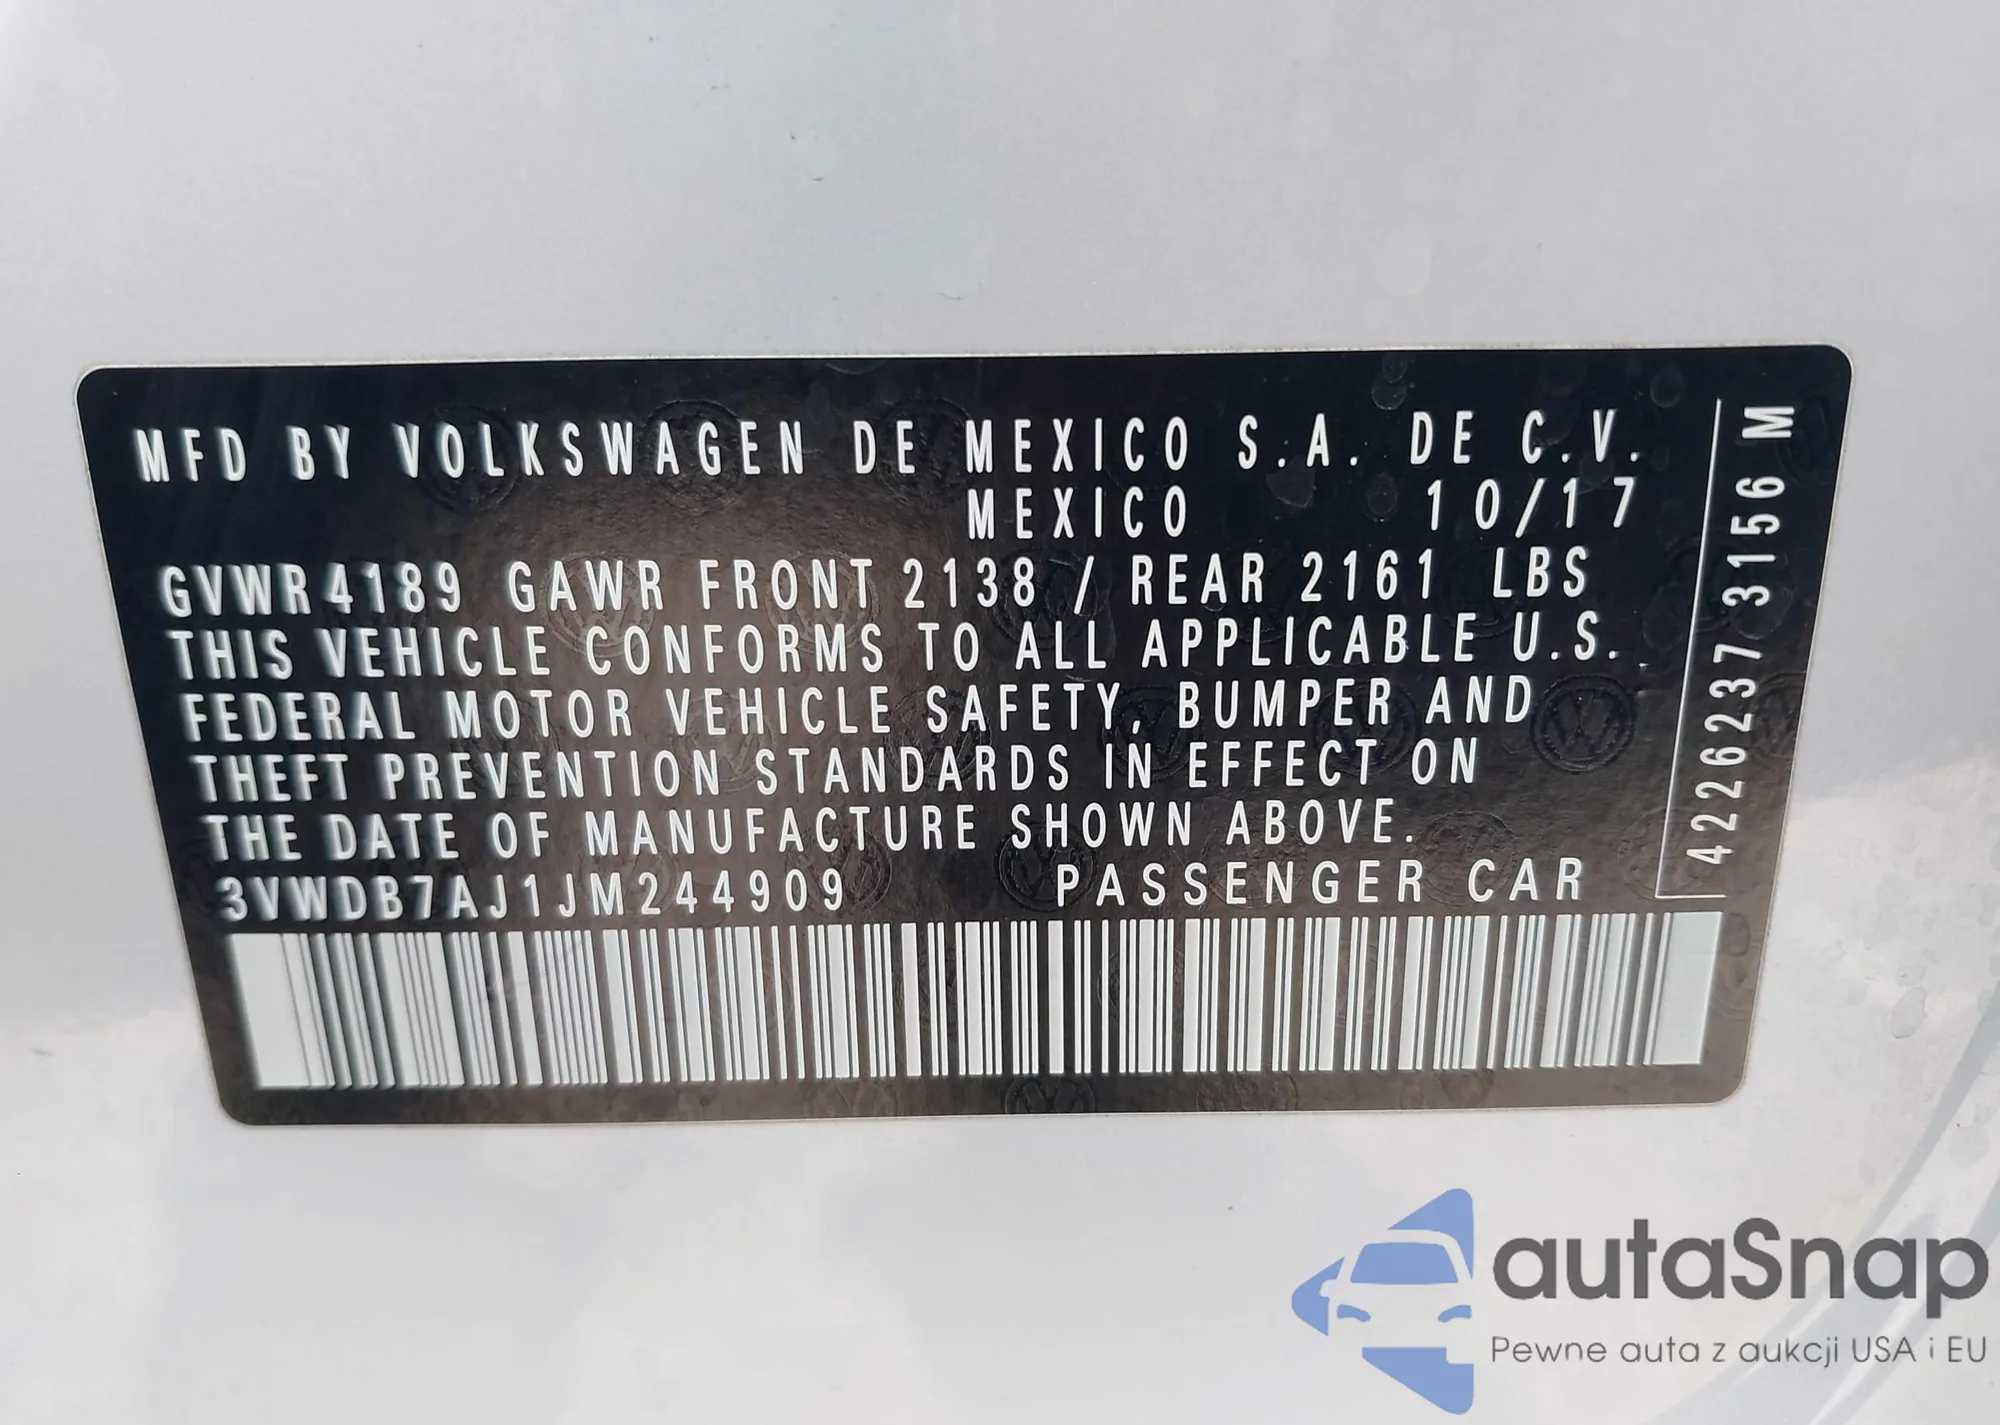 MFD BY VOLKSWAGEN DE MEXICO S.A. DE C.V.
MEXICO 10/17
GVWR 4189 GAWR FRONT 2138 / REAR 2161 LBS
THIS VEHICLE CONFORMS TO ALL APPLICABLE U.S.
FEDERAL MOTOR VEHICLE SAFETY, BUMPER AND
THEFT PREVENTION STANDARDS IN EFFECT ON
THE DATE OF MANUFACTURE SHOWN ABOVE.
3VWDB7AJ1JM244909 PASSENGER CAR
4226237 3156 M
autaSnap
Pewne auta z aukcji USA i EU